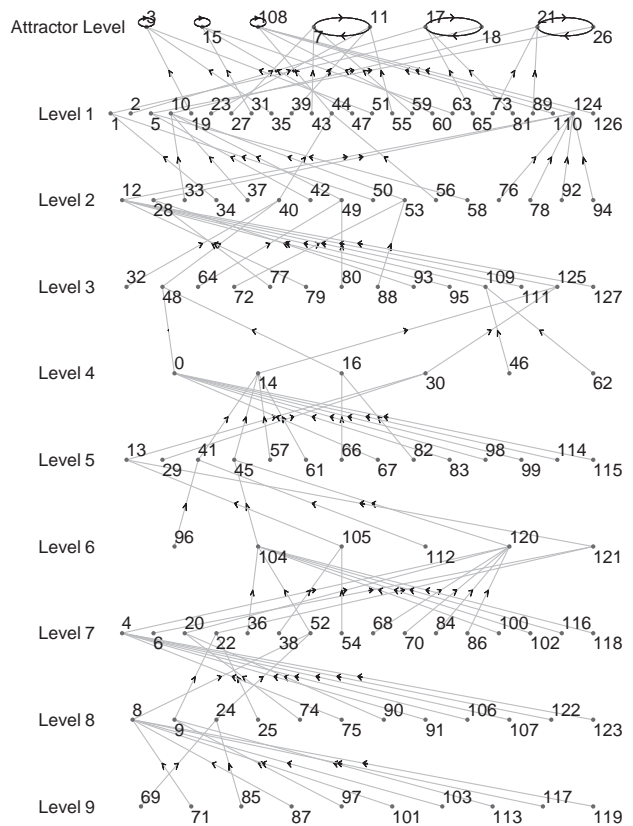 Attractor Level 3 15 108 7 11 17 18 21 26
Level 1 1 2 5 10 19 23 27 31 35 39 43 44 47 51 55 59 60 63 65 73 81 89 110 124 126
Level 2 12 28 33 34 37 40 42 49 50 53 56 58 76 78 92 94
Level 3 32 48 64 72 77 79 80 88 93 95 109 111 125 127
Level 4 0 14 16 30 46 62
Level 5 13 29 41 45 57 61 66 67 82 83 98 99 114 115
Level 6 96 104 105 112 120 121
Level 7 4 6 20 22 36 38 52 54 68 70 84 86 100 102 116 118
Level 8 8 9 24 25 74 75 90 91 106 107 122 123
Level 9 69 71 85 87 97 101 103 113 117 119